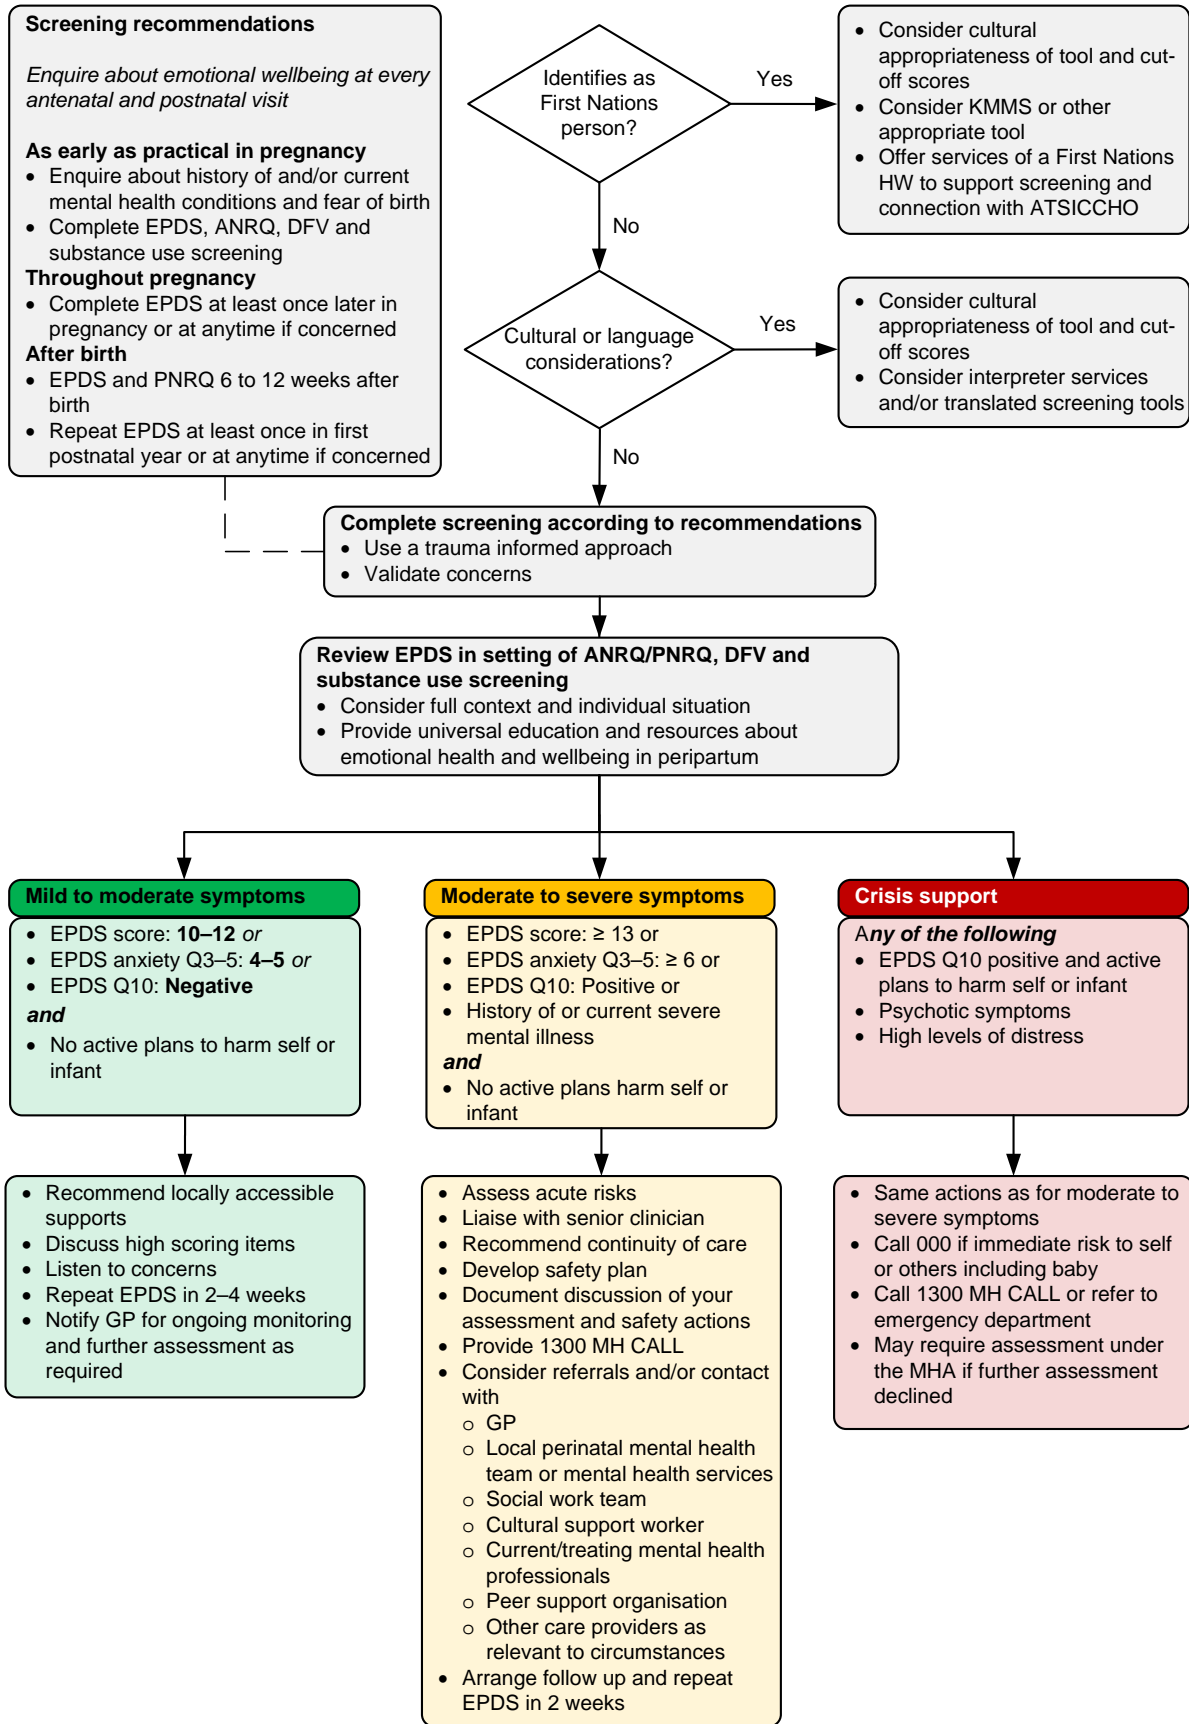 Screening recommendations
Enquire about emotional wellbeing at every
antenatal and postnatal visit
As early as practical in pregnancy
• Enquire about history of and/or current
mental health conditions and fear of birth
• Complete EPDS, ANRQ, DFV and
substance use screening
Throughout pregnancy
• Complete EPDS at least once later in
pregnancy or at anytime if concerned
After birth
• EPDS and PNRQ 6 to 12 weeks after
birth
• Repeat EPDS at least once in first
postnatal year or at anytime if concerned
Identifies as
First Nations
person?
Yes
• Consider cultural
appropriateness of tool and cut-
off scores
• Consider KMMS or other
appropriate tool
• Offer services of a First Nations
HW to support screening and
connection with ATSICCHO
No
Cultural or language
considerations?
Yes
• Consider cultural
appropriateness of tool and cut-
off scores
• Consider interpreter services
and/or translated screening tools
No
Complete screening according to recommendations
• Use a trauma informed approach
• Validate concerns
Review EPDS in setting of ANRQ/PNRQ, DFV and
substance use screening
• Consider full context and individual situation
• Provide universal education and resources about
emotional health and wellbeing in peripartum
Mild to moderate symptoms
• EPDS score: 10–12 or
• EPDS anxiety Q3–5: 4–5 or
• EPDS Q10: Negative
and
• No active plans to harm self or
infant
• Recommend locally accessible
supports
• Discuss high scoring items
• Listen to concerns
• Repeat EPDS in 2–4 weeks
• Notify GP for ongoing monitoring
and further assessment as
required
Moderate to severe symptoms
• EPDS score: ≥ 13 or
• EPDS anxiety Q3–5: ≥ 6 or
• EPDS Q10: Positive or
• History of or current severe
mental illness
and
• No active plans harm self or
infant
• Assess acute risks
• Liaise with senior clinician
• Recommend continuity of care
• Develop safety plan
• Document discussion of your
assessment and safety actions
• Provide 1300 MH CALL
• Consider referrals and/or contact
with
o GP
o Local perinatal mental health
team or mental health services
o Social work team
o Cultural support worker
o Current/treating mental health
professionals
o Peer support organisation
o Other care providers as
relevant to circumstances
• Arrange follow up and repeat
EPDS in 2 weeks
Crisis support
Any of the following
• EPDS Q10 positive and active
plans to harm self or infant
• Psychotic symptoms
• High levels of distress
• Same actions as for moderate to
severe symptoms
• Call 000 if immediate risk to self
or others including baby
• Call 1300 MH CALL or refer to
emergency department
• May require assessment under
the MHA if further assessment
declined